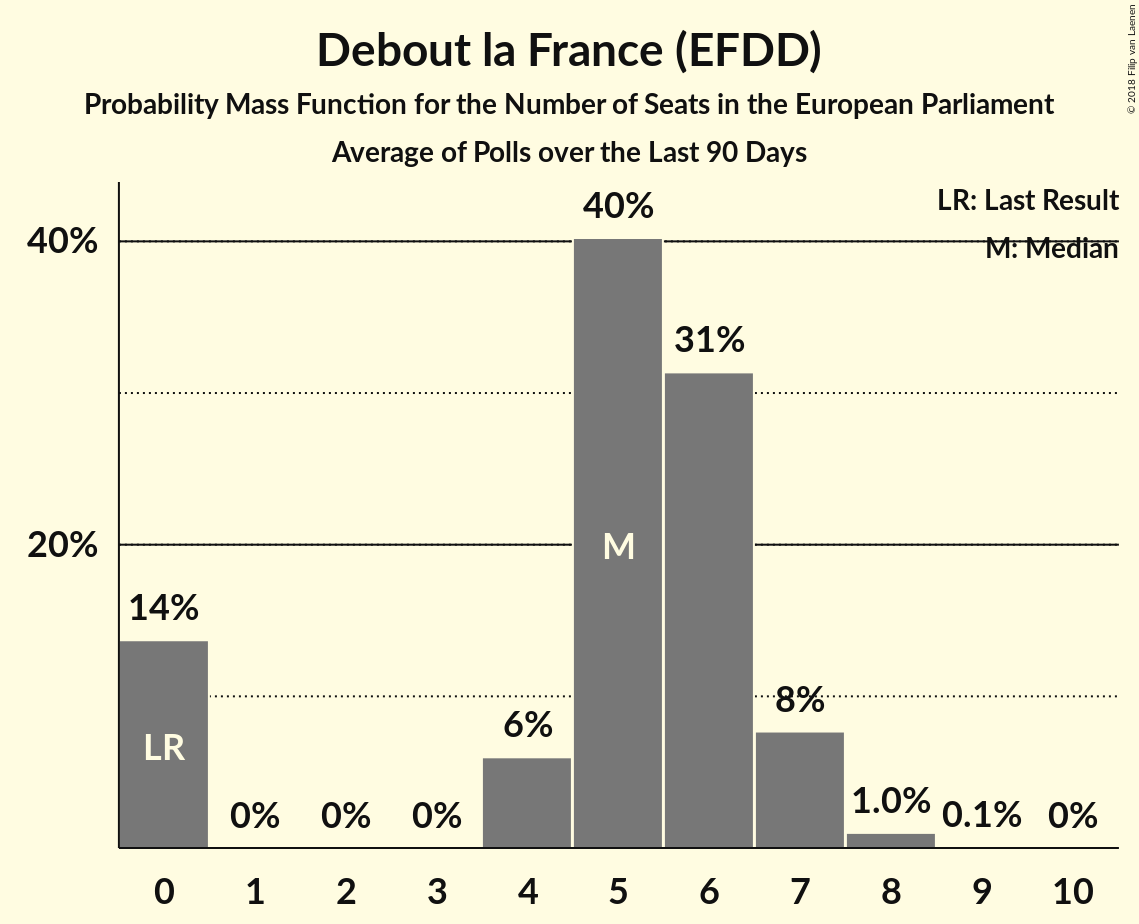 Debout la France (EFDD)
Probability Mass Function for the Number of Seats in the European Parliament
Average of Polls over the Last 90 Days
© 2018 Filip van Laenen
LR: Last Result
M: Median
40%
20%
14%
0%
0%
0%
6%
40%
31%
8%
1.0%
0.1%
0%
LR
M
0 1 2 3 4 5 6 7 8 9 10